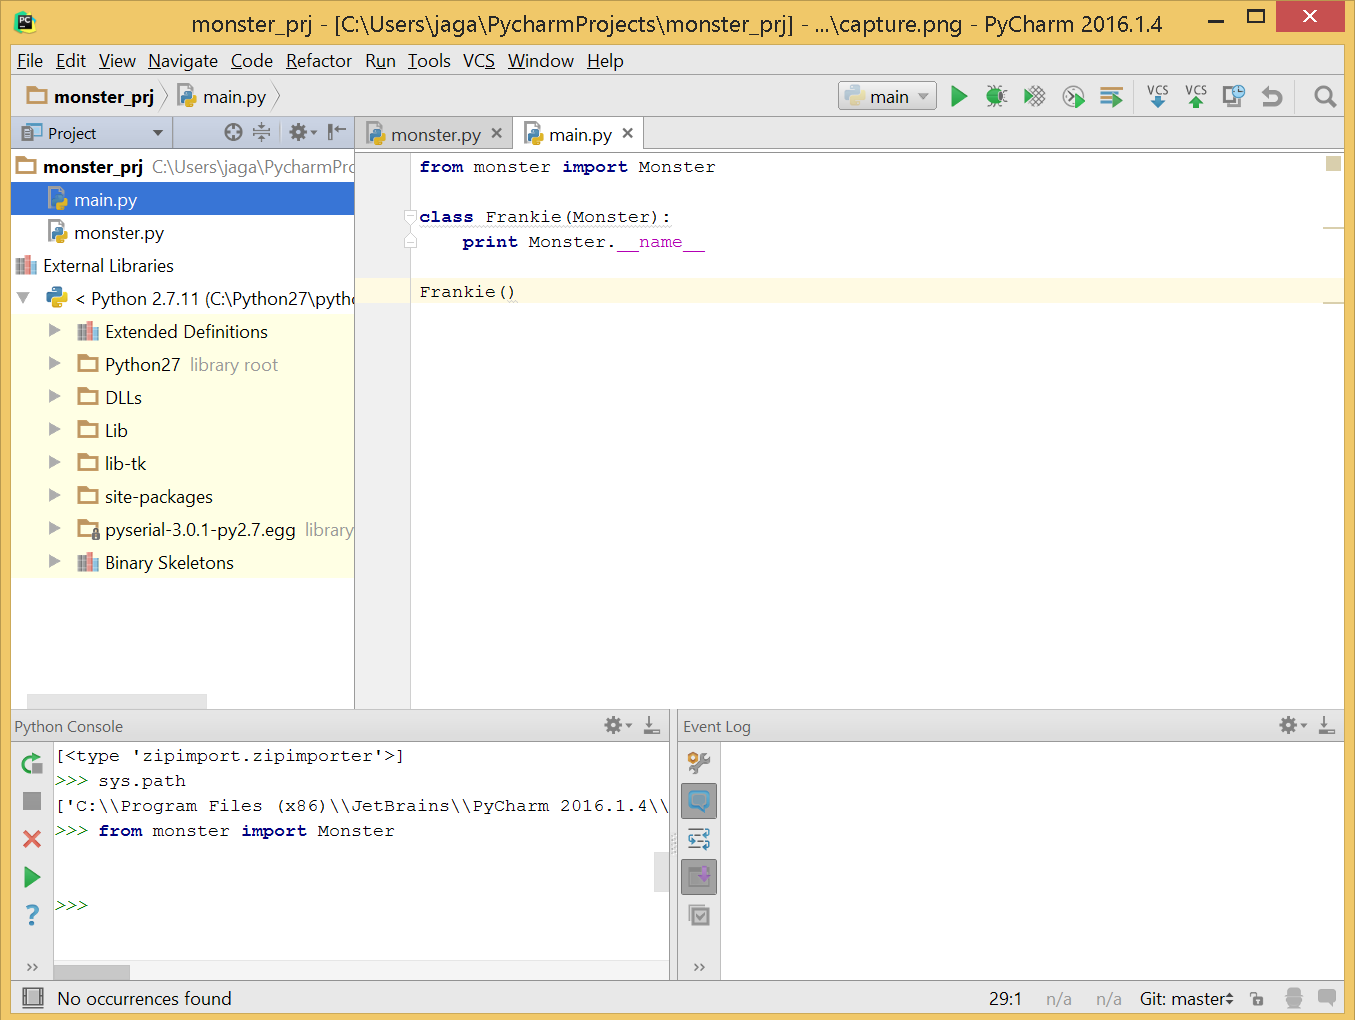 monster_prj - [C:\Users\jaga\PycharmProjects\monster_prj] - ...\capture.png - PyCharm 2016.1.4
File Edit View Navigate Code Refactor Run Tools VCS Window Help
monster_prj main.py main VCS VCS
Project monster.py main.py
monster_prj C:\Users\jaga\PycharmPro
main.py
monster.py
External Libraries
< Python 2.7.11 (C:\Python27\pytho
Extended Definitions
Python27 library root
DLLs
Lib
lib-tk
site-packages
pyserial-3.0.1-py2.7.egg library
Binary Skeletons
from monster import Monster
class Frankie(Monster):
print Monster.__name__
Frankie()
Python Console
[<type 'zipimport.zipimporter'>]
>>> sys.path
['C:\\Program Files (x86)\\JetBrains\\PyCharm 2016.1.4\\
>>> from monster import Monster
>>>
Event Log
No occurrences found 29:1 n/a n/a Git: master